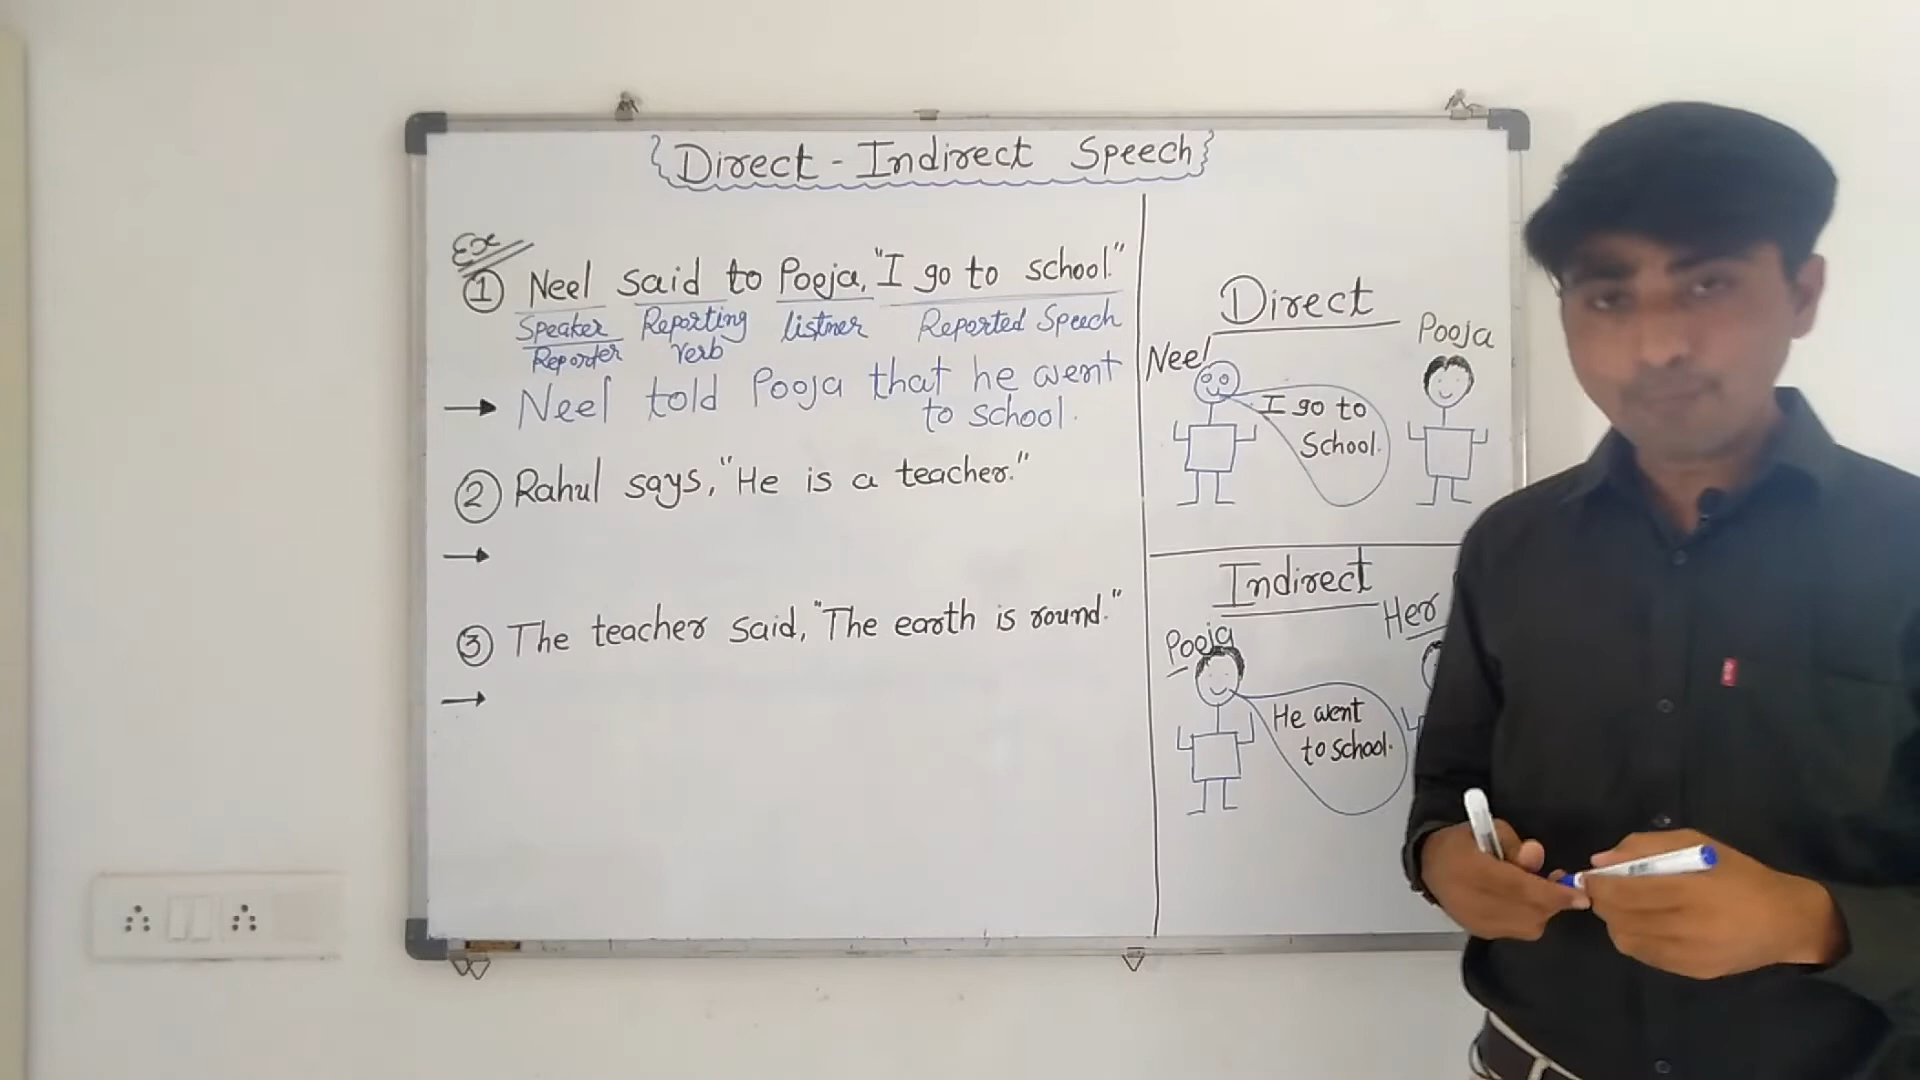 Direct - Indirect Speech
Ex
① Neel said to Pooja, "I go to school."
Speaker Reporting listner Reported Speech
Reporter verb
→ Neel told Pooja that he went
to school.
② Rahul says, "He is a teacher."
→
③ The teacher said, "The earth is round."
→
Direct
Neel Pooja
I go to
School.
Indirect
Her
Pooja
He went
to school.